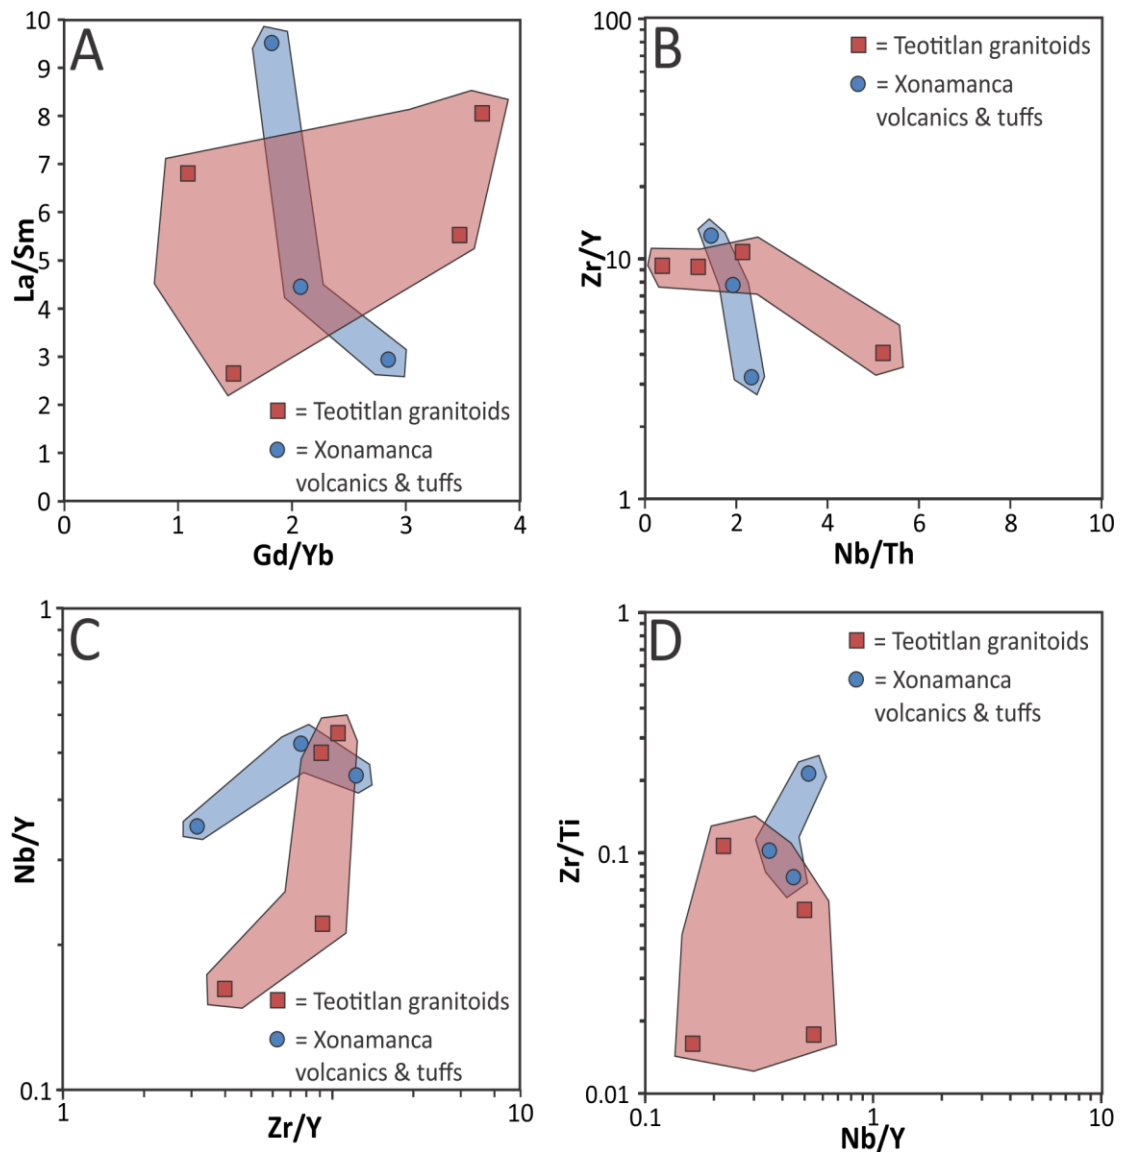 A
10
9
8
7
6
5
4
3
2
1
0
La/Sm
0 1 2 3 4
Gd/Yb
= Teotitlan granitoids
= Xonamanca
volcanics & tuffs
B
100
10
1
Zr/Y
0 2 4 6 8 10
Nb/Th
= Teotitlan granitoids
= Xonamanca
volcanics & tuffs
C
1
0.1
Nb/Y
1 10
Zr/Y
= Teotitlan granitoids
= Xonamanca
volcanics & tuffs
D
1
0.1
0.01
Zr/Ti
0.1 1 10
Nb/Y
= Teotitlan granitoids
= Xonamanca
volcanics & tuffs